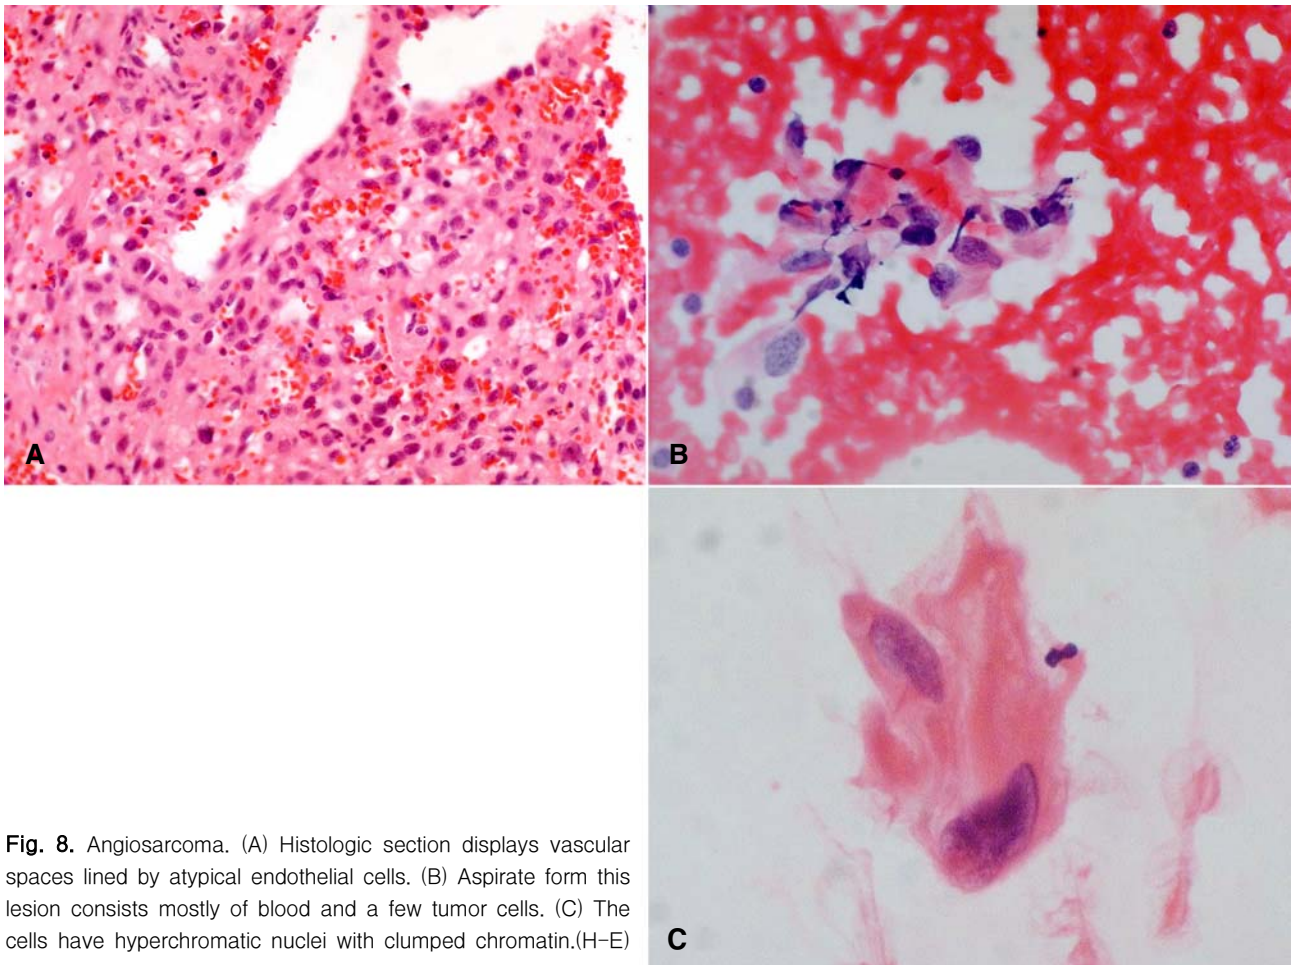 A
B
C
Fig. 8. Angiosarcoma. (A) Histologic section displays vascular
spaces lined by atypical endothelial cells. (B) Aspirate form this
lesion consists mostly of blood and a few tumor cells. (C) The
cells have hyperchromatic nuclei with clumped chromatin.(H-E)